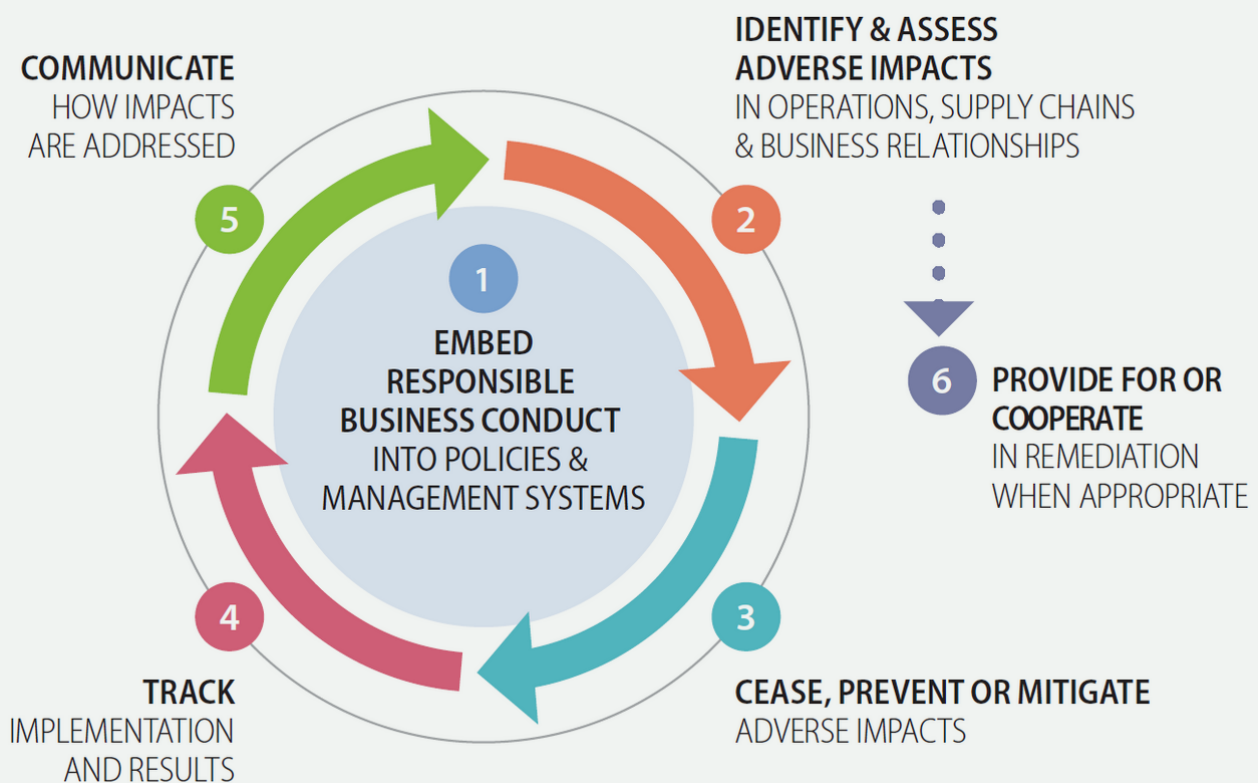 1
EMBED
RESPONSIBLE
BUSINESS CONDUCT
INTO POLICIES &
MANAGEMENT SYSTEMS
IDENTIFY & ASSESS
ADVERSE IMPACTS
IN OPERATIONS, SUPPLY CHAINS
& BUSINESS RELATIONSHIPS
2
3
CEASE, PREVENT OR MITIGATE
ADVERSE IMPACTS
4
TRACK
IMPLEMENTATION
AND RESULTS
COMMUNICATE
HOW IMPACTS
ARE ADDRESSED
5
6
PROVIDE FOR OR
COOPERATE
IN REMEDIATION
WHEN APPROPRIATE